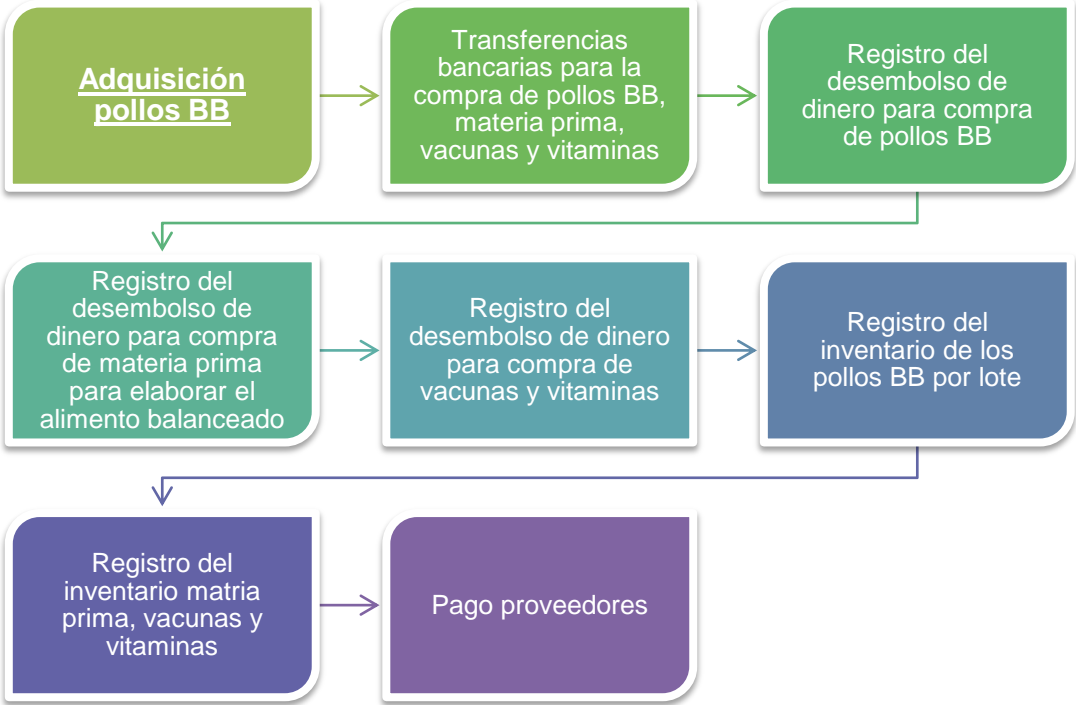 Adquisición
pollos BB
Transferencias
bancarias para la
compra de pollos BB,
materia prima,
vacunas y vitaminas
Registro del
desembolso de
dinero para compra
de pollos BB
Registro del
desembolso de
dinero para compra
de materia prima
para elaborar el
alimento balanceado
Registro del
desembolso de dinero
para compra de
vacunas y vitaminas
Registro del
inventario de los
pollos BB por lote
Registro del
inventario matria
prima, vacunas y
vitaminas
Pago proveedores